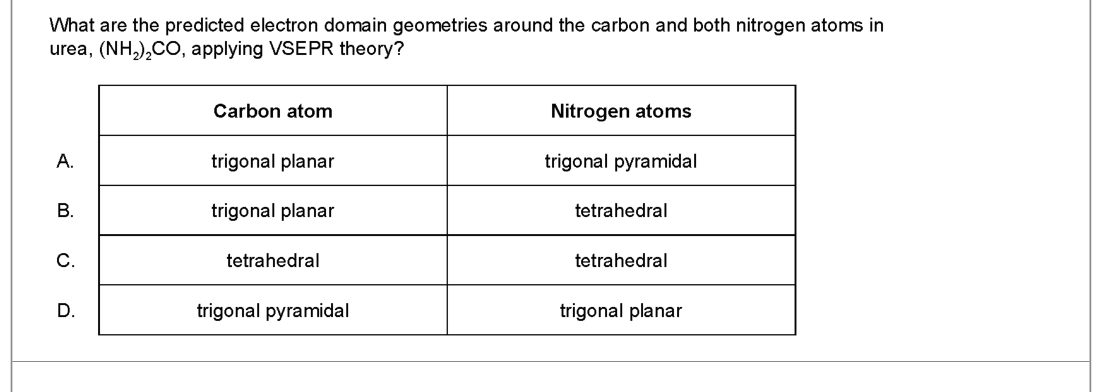 What are the predicted electron domain geometries around the carbon and both nitrogen atoms in
urea, (NH₂)₂CO, applying VSEPR theory?
Carbon atom Nitrogen atoms
A. trigonal planar trigonal pyramidal
B. trigonal planar tetrahedral
C. tetrahedral tetrahedral
D. trigonal pyramidal trigonal planar